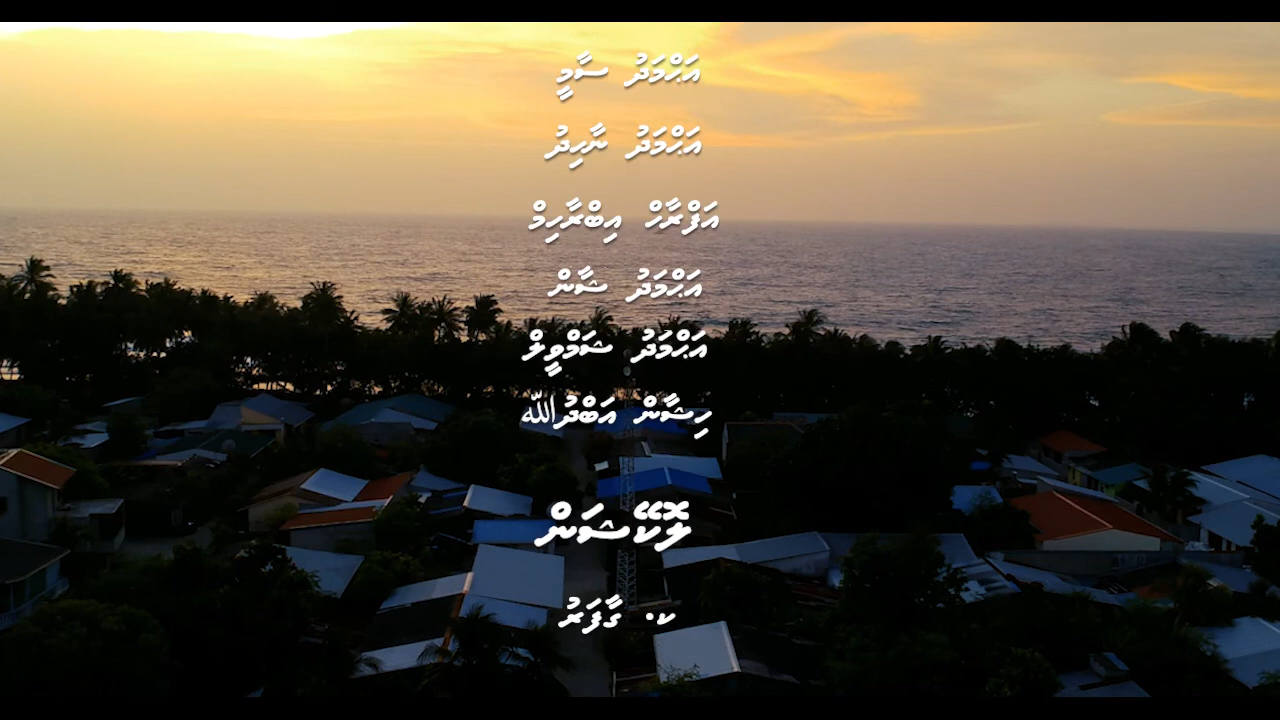 އަޙްމަދު ސާމީ
އަޙްމަދު ނާހިދު
އަފްރާހް އިބްރާހިމް
އަޙްމަދު ޝާން
އަޙްމަދު ޝަމްވީލް
ހިޝާން އަބްދުﷲ
ލޮކޭޝަން
ކ. ގާފަރު